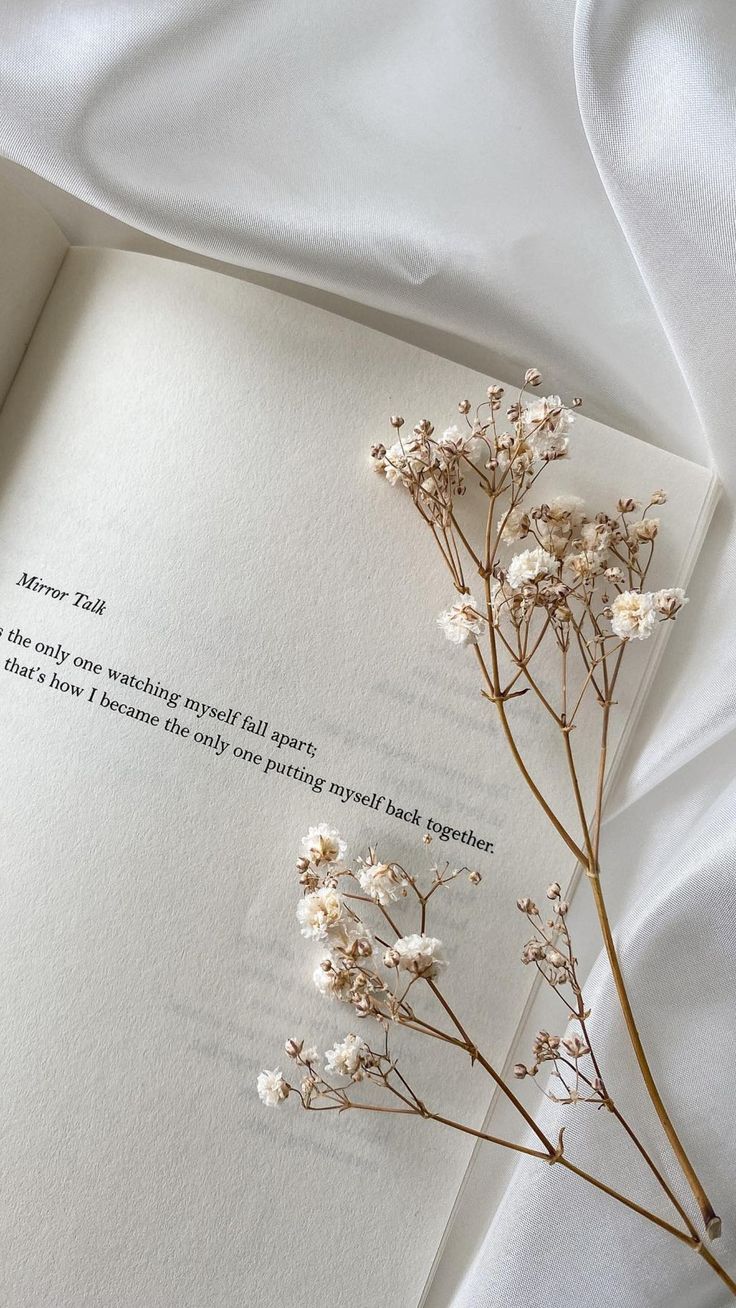 Mirror Talk
the only one watching myself fall apart;
that's how I became the only one putting myself back together.